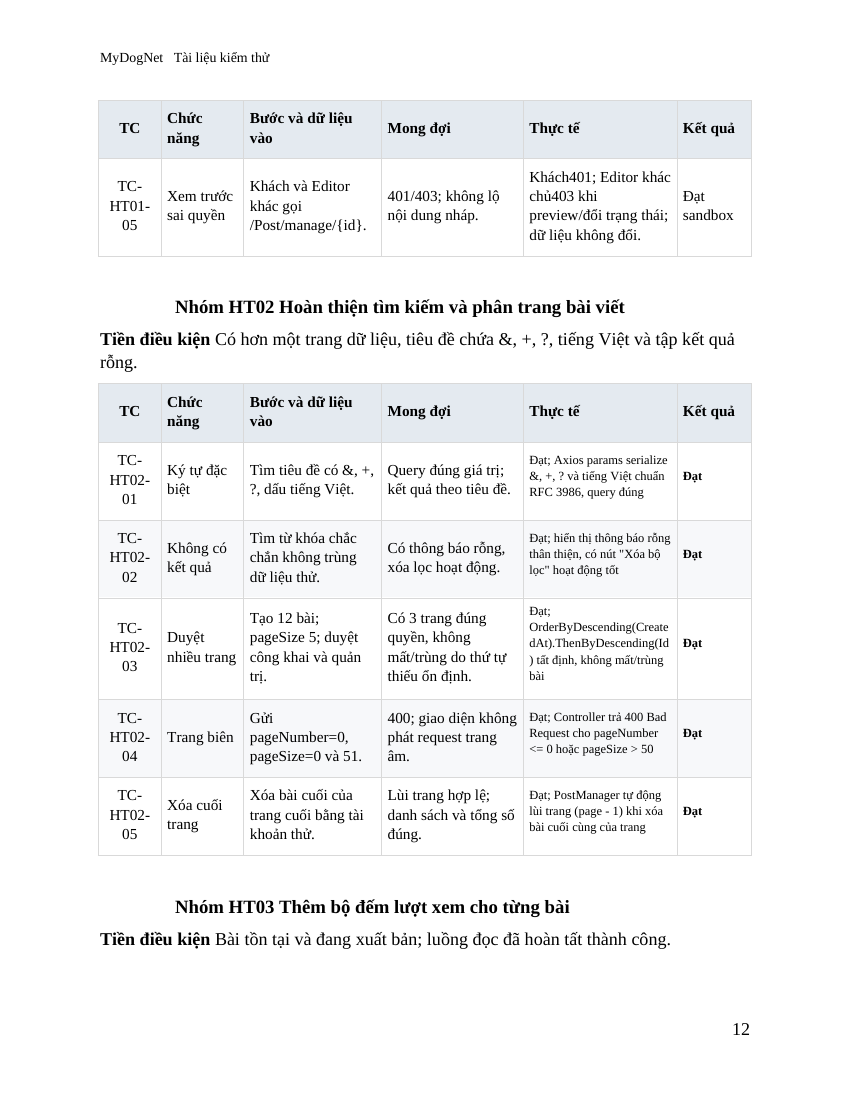 MyDogNet Tài liệu kiểm thử
TC
Chức
năng
Bước và dữ liệu
vào
Mong đợi
Thực tế
Kết quả
TC-
HT01-
05
Xem trước
sai quyền
Khách và Editor
khác gọi
/Post/manage/{id}.
401/403; không lộ
nội dung nháp.
Khách401; Editor khác
chủ403 khi
preview/đổi trạng thái;
dữ liệu không đổi.
Đạt
sandbox
Nhóm HT02 Hoàn thiện tìm kiếm và phân trang bài viết
Tiền điều kiện Có hơn một trang dữ liệu, tiêu đề chứa &, +, ?, tiếng Việt và tập kết quả
rỗng.
TC
Chức
năng
Bước và dữ liệu
vào
Mong đợi
Thực tế
Kết quả
TC-
HT02-
01
Ký tự đặc
biệt
Tìm tiêu đề có &, +,
?, dấu tiếng Việt.
Query đúng giá trị;
kết quả theo tiêu đề.
Đạt; Axios params serialize
&, +, ? và tiếng Việt chuẩn
RFC 3986, query đúng
Đạt
TC-
HT02-
02
Không có
kết quả
Tìm từ khóa chắc
chắn không trùng
dữ liệu thử.
Có thông báo rỗng,
xóa lọc hoạt động.
Đạt; hiển thị thông báo rỗng
thân thiện, có nút "Xóa bộ
lọc" hoạt động tốt
Đạt
TC-
HT02-
03
Duyệt
nhiều trang
Tạo 12 bài;
pageSize 5; duyệt
công khai và quản
trị.
Có 3 trang đúng
quyền, không
mất/trùng do thứ tự
thiếu ổn định.
Đạt;
OrderByDescending(Create
dAt).ThenByDescending(Id
) tất định, không mất/trùng
bài
Đạt
TC-
HT02-
04
Trang biên
Gửi
pageNumber=0,
pageSize=0 và 51.
400; giao diện không
phát request trang
âm.
Đạt; Controller trả 400 Bad
Request cho pageNumber
<= 0 hoặc pageSize > 50
Đạt
TC-
HT02-
05
Xóa cuối
trang
Xóa bài cuối của
trang cuối bằng tài
khoản thử.
Lùi trang hợp lệ;
danh sách và tổng số
đúng.
Đạt; PostManager tự động
lùi trang (page - 1) khi xóa
bài cuối cùng của trang
Đạt
Nhóm HT03 Thêm bộ đếm lượt xem cho từng bài
Tiền điều kiện Bài tồn tại và đang xuất bản; luồng đọc đã hoàn tất thành công.
12